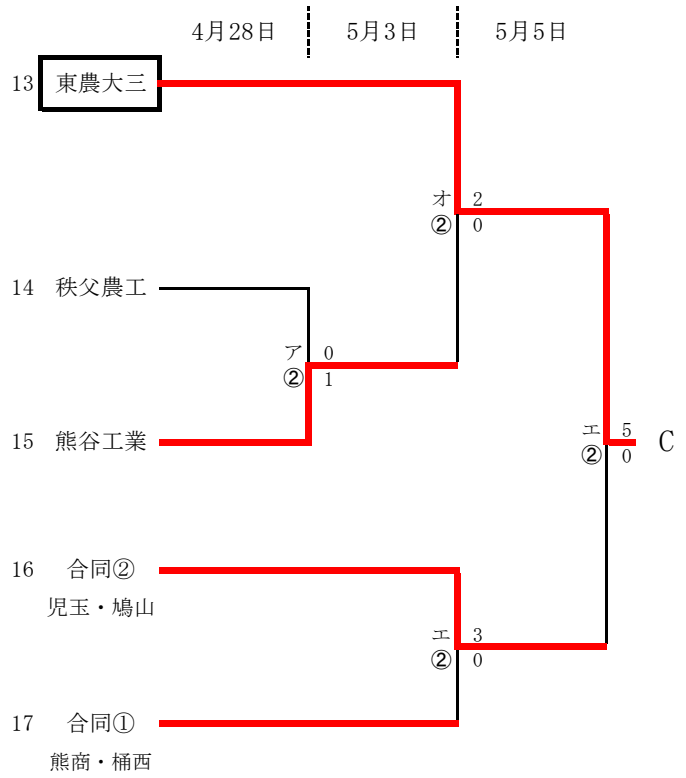 4月28日 5月3日 5月5日
13 東農大三
オ 2
② 0
14 秩父農工
ア 0
② 1
15 熊谷工業
エ 5
② 0
C
16 合同②
児玉・鳩山
エ 3
② 0
17 合同①
熊商・桶西